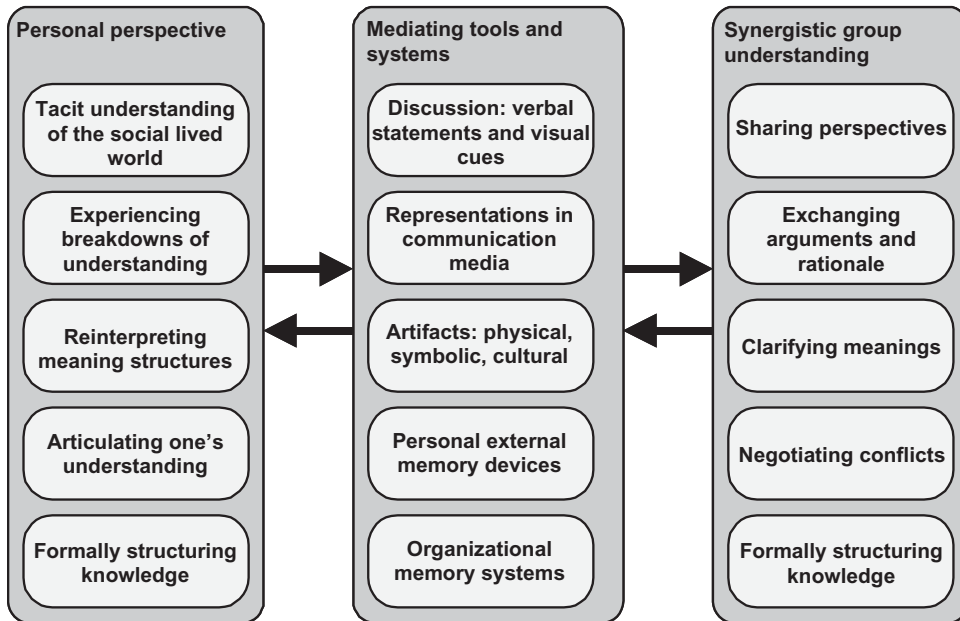 Personal perspective
Tacit understanding
of the social lived
world
Experiencing
breakdowns of
understanding
Reinterpreting
meaning structures
Articulating one’s
understanding
Formally structuring
knowledge
Mediating tools and
systems
Discussion: verbal
statements and visual
cues
Representations in
communication
media
Artifacts: physical,
symbolic, cultural
Personal external
memory devices
Organizational
memory systems
Synergistic group
understanding
Sharing perspectives
Exchanging
arguments and
rationale
Clarifying meanings
Negotiating conflicts
Formally structuring
knowledge